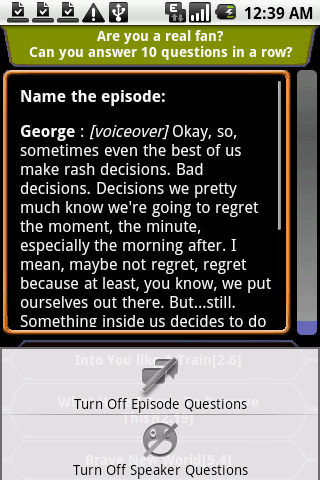 12:39 AM
Are you a real fan?
Can you answer 10 questions in a row?
Name the episode:
George : [voiceover] Okay, so,
sometimes even the best of us
make rash decisions. Bad
decisions. Decisions we pretty
much know we're going to regret
the moment, the minute,
especially the morning after. I
mean, maybe not regret, regret
because at least, you know, we put
ourselves out there. But...still.
Something inside us decides to do
Into You like a Train[2.6]
Turn Off Episode Questions
Brave New World[5.4]
Turn Off Speaker Questions